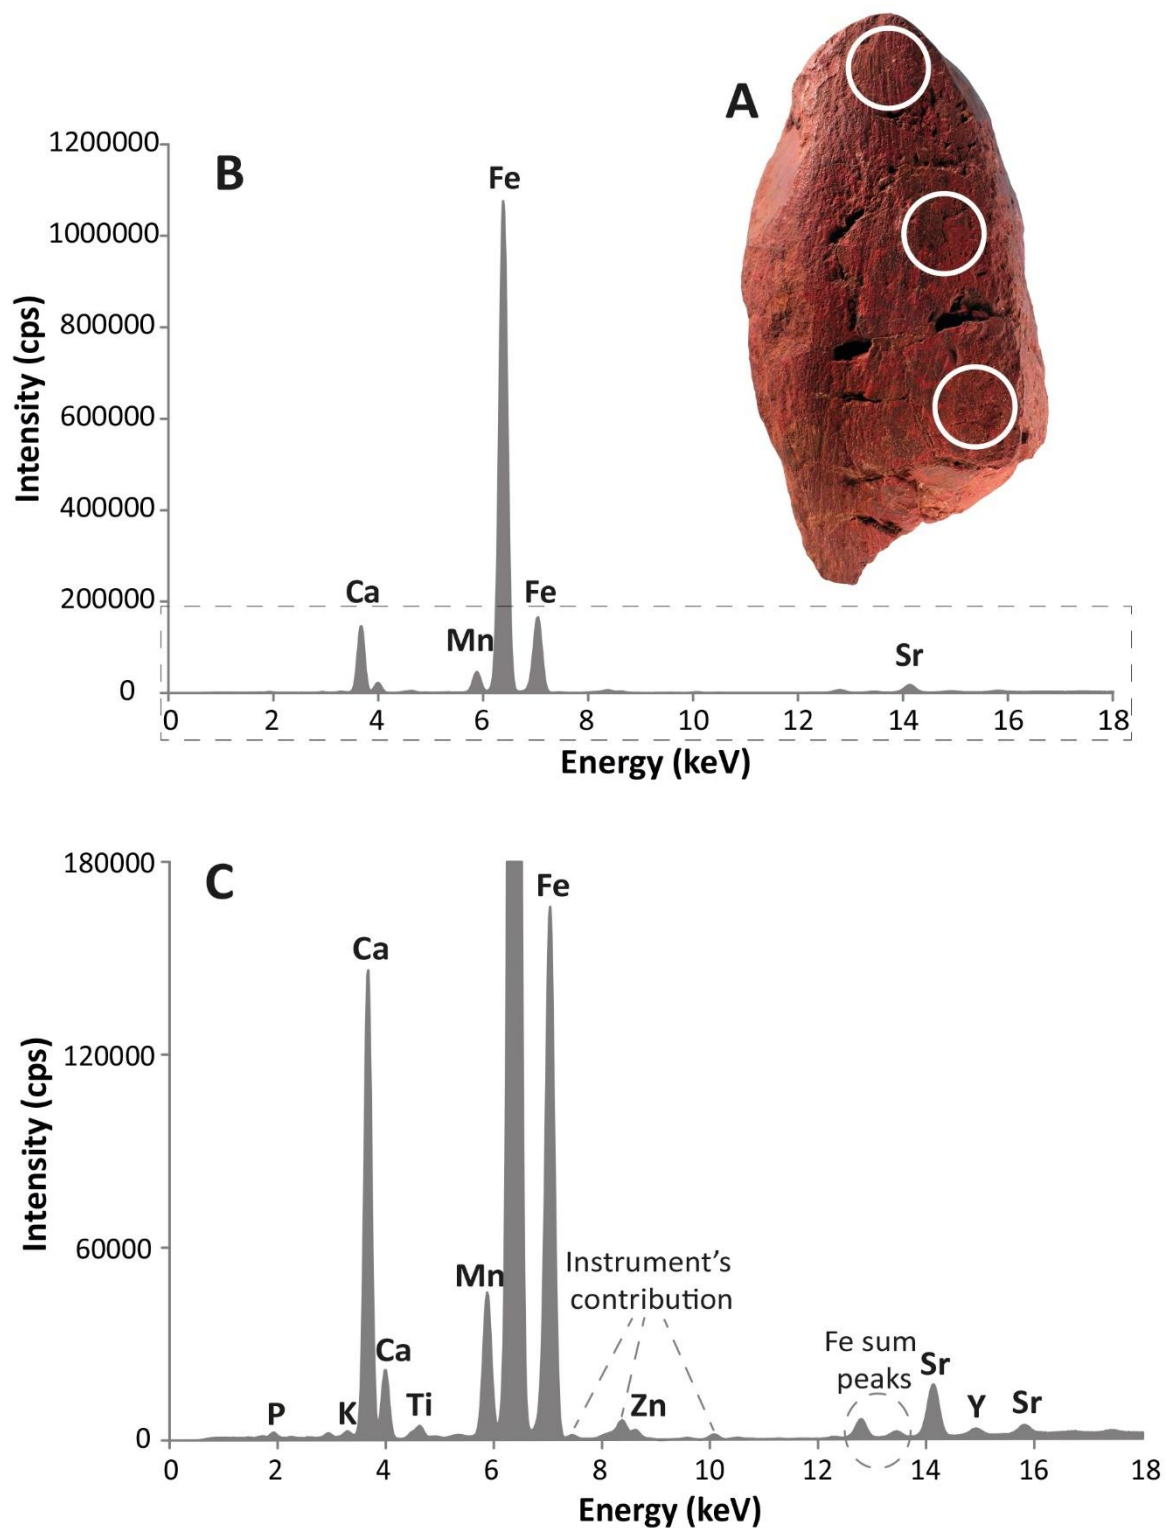 A
B
1200000
1000000
800000
600000
400000
200000
0
Intensity (cps)
Fe
Ca
Mn
Fe
Sr
0 2 4 6 8 10 12 14 16 18
Energy (keV)
C
180000
120000
60000
0
Intensity (cps)
Fe
Ca
Mn
Instrument's
contribution
Ca
Fe sum
peaks
P
K
Ti
Zn
Sr
Y
Sr
0 2 4 6 8 10 12 14 16 18
Energy (keV)